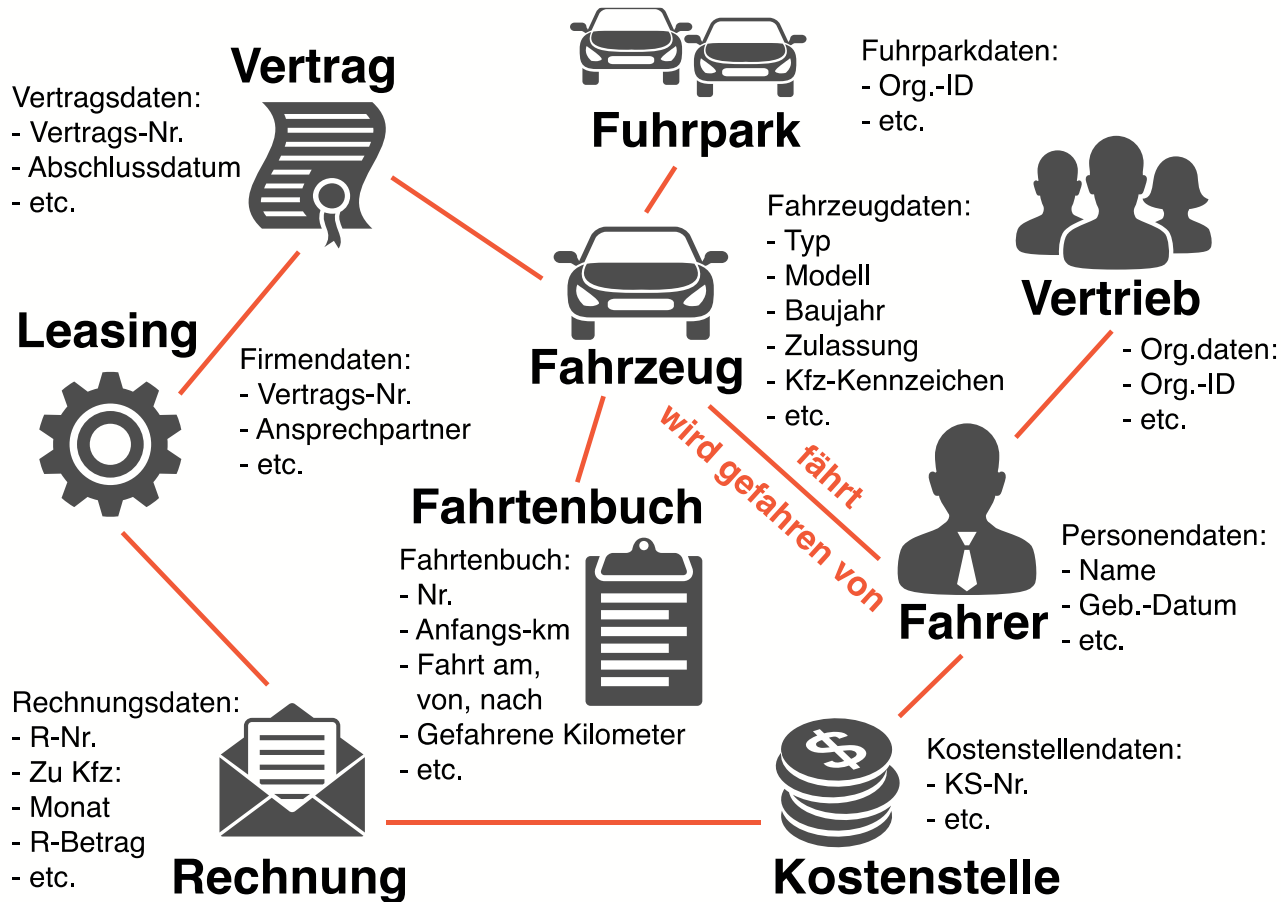 Vertrag
Vertragsdaten:
- Vertrags-Nr.
- Abschlussdatum
- etc.
Fuhrpark
Fuhrparkdaten:
- Org.-ID
- etc.
Fahrzeug
Fahrzeugdaten:
- Typ
- Modell
- Baujahr
- Zulassung
- Kfz-Kennzeichen
- etc.
Vertrieb
- Org.daten:
- Org.-ID
- etc.
Leasing
Firmendaten:
- Vertrags-Nr.
- Ansprechpartner
- etc.
fährt
wird gefahren von
Fahrtenbuch
Fahrtenbuch:
- Nr.
- Anfangs-km
- Fahrt am,
von, nach
- Gefahrene Kilometer
- etc.
Fahrer
Personendaten:
- Name
- Geb.-Datum
- etc.
Rechnungsdaten:
- R-Nr.
- Zu Kfz:
- Monat
- R-Betrag
- etc.
Rechnung
$
Kostenstellendaten:
- KS-Nr.
- etc.
Kostenstelle